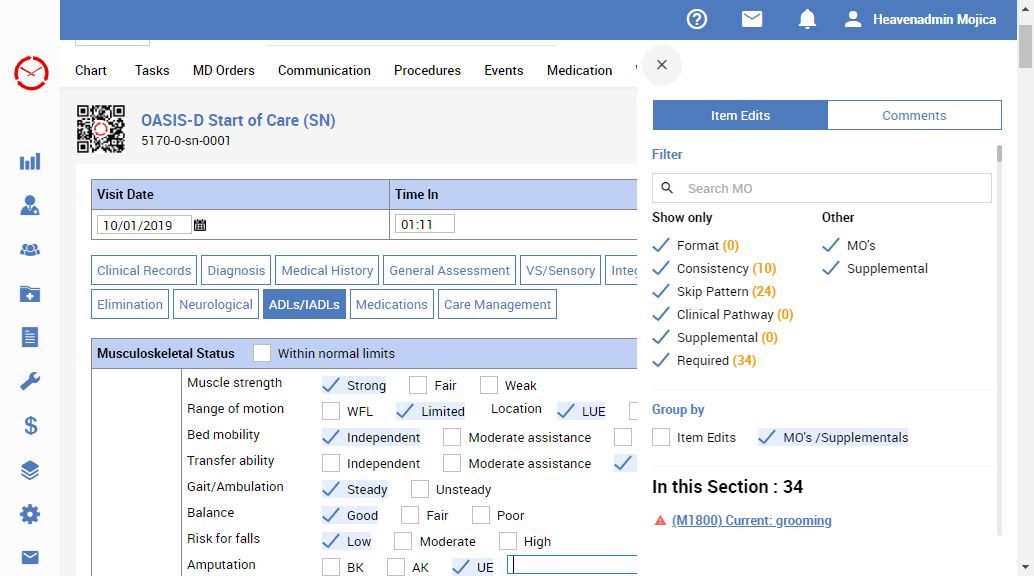 Heavenadmin Mojica
Chart Tasks MD Orders Communication Procedures Events Medication
OASIS-D Start of Care (SN)
5170-0-sn-0001
Visit Date Time In
10/01/2019 01:11
Clinical Records Diagnosis Medical History General Assessment VS/Sensory Integ
Elimination Neurological ADLs/IADLs Medications Care Management
Musculoskeletal Status Within normal limits
Muscle strength Strong Fair Weak
Range of motion WFL Limited Location LUE
Bed mobility Independent Moderate assistance
Transfer ability Independent Moderate assistance
Gait/Ambulation Steady Unsteady
Balance Good Fair Poor
Risk for falls Low Moderate High
Amputation BK AK UE
Item Edits Comments
Filter
Search MO
Show only Other
Format (0) MO's
Consistency (10) Supplemental
Skip Pattern (24)
Clinical Pathway (0)
Supplemental (0)
Required (34)
Group by
Item Edits MO's /Supplementals
In this Section : 34
(M1800) Current: grooming